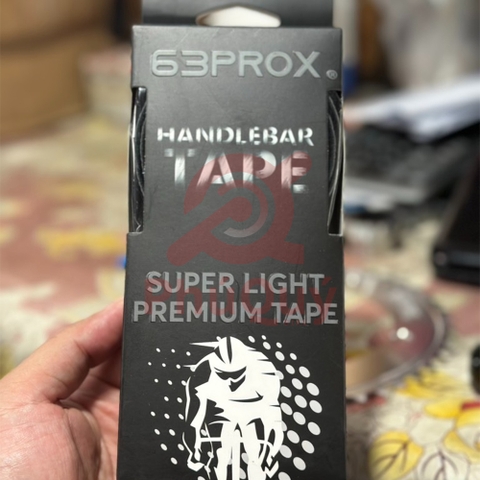 63PROX®
HANDLEBAR
TAPE
SUPER LIGHT
PREMIUM TAPE